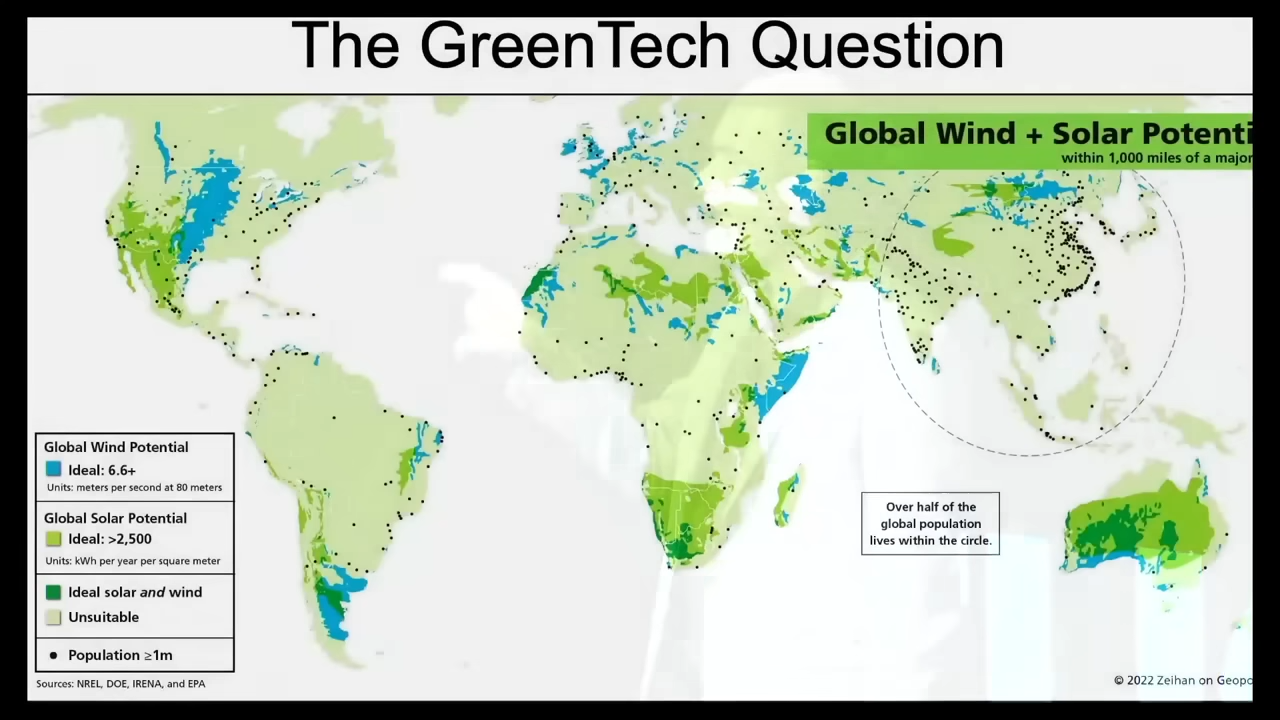 The GreenTech Question
Global Wind + Solar Potenti
within 1,000 miles of a major
Global Wind Potential
Ideal: 6.6+
Units: meters per second at 80 meters
Global Solar Potential
Ideal: >2,500
Units: kWh per year per square meter
Ideal solar and wind
Unsuitable
Population ≥1m
Sources: NREL, DOE, IRENA, and EPA
Over half of the
global population
lives within the circle.
© 2022 Zeihan on Geopo